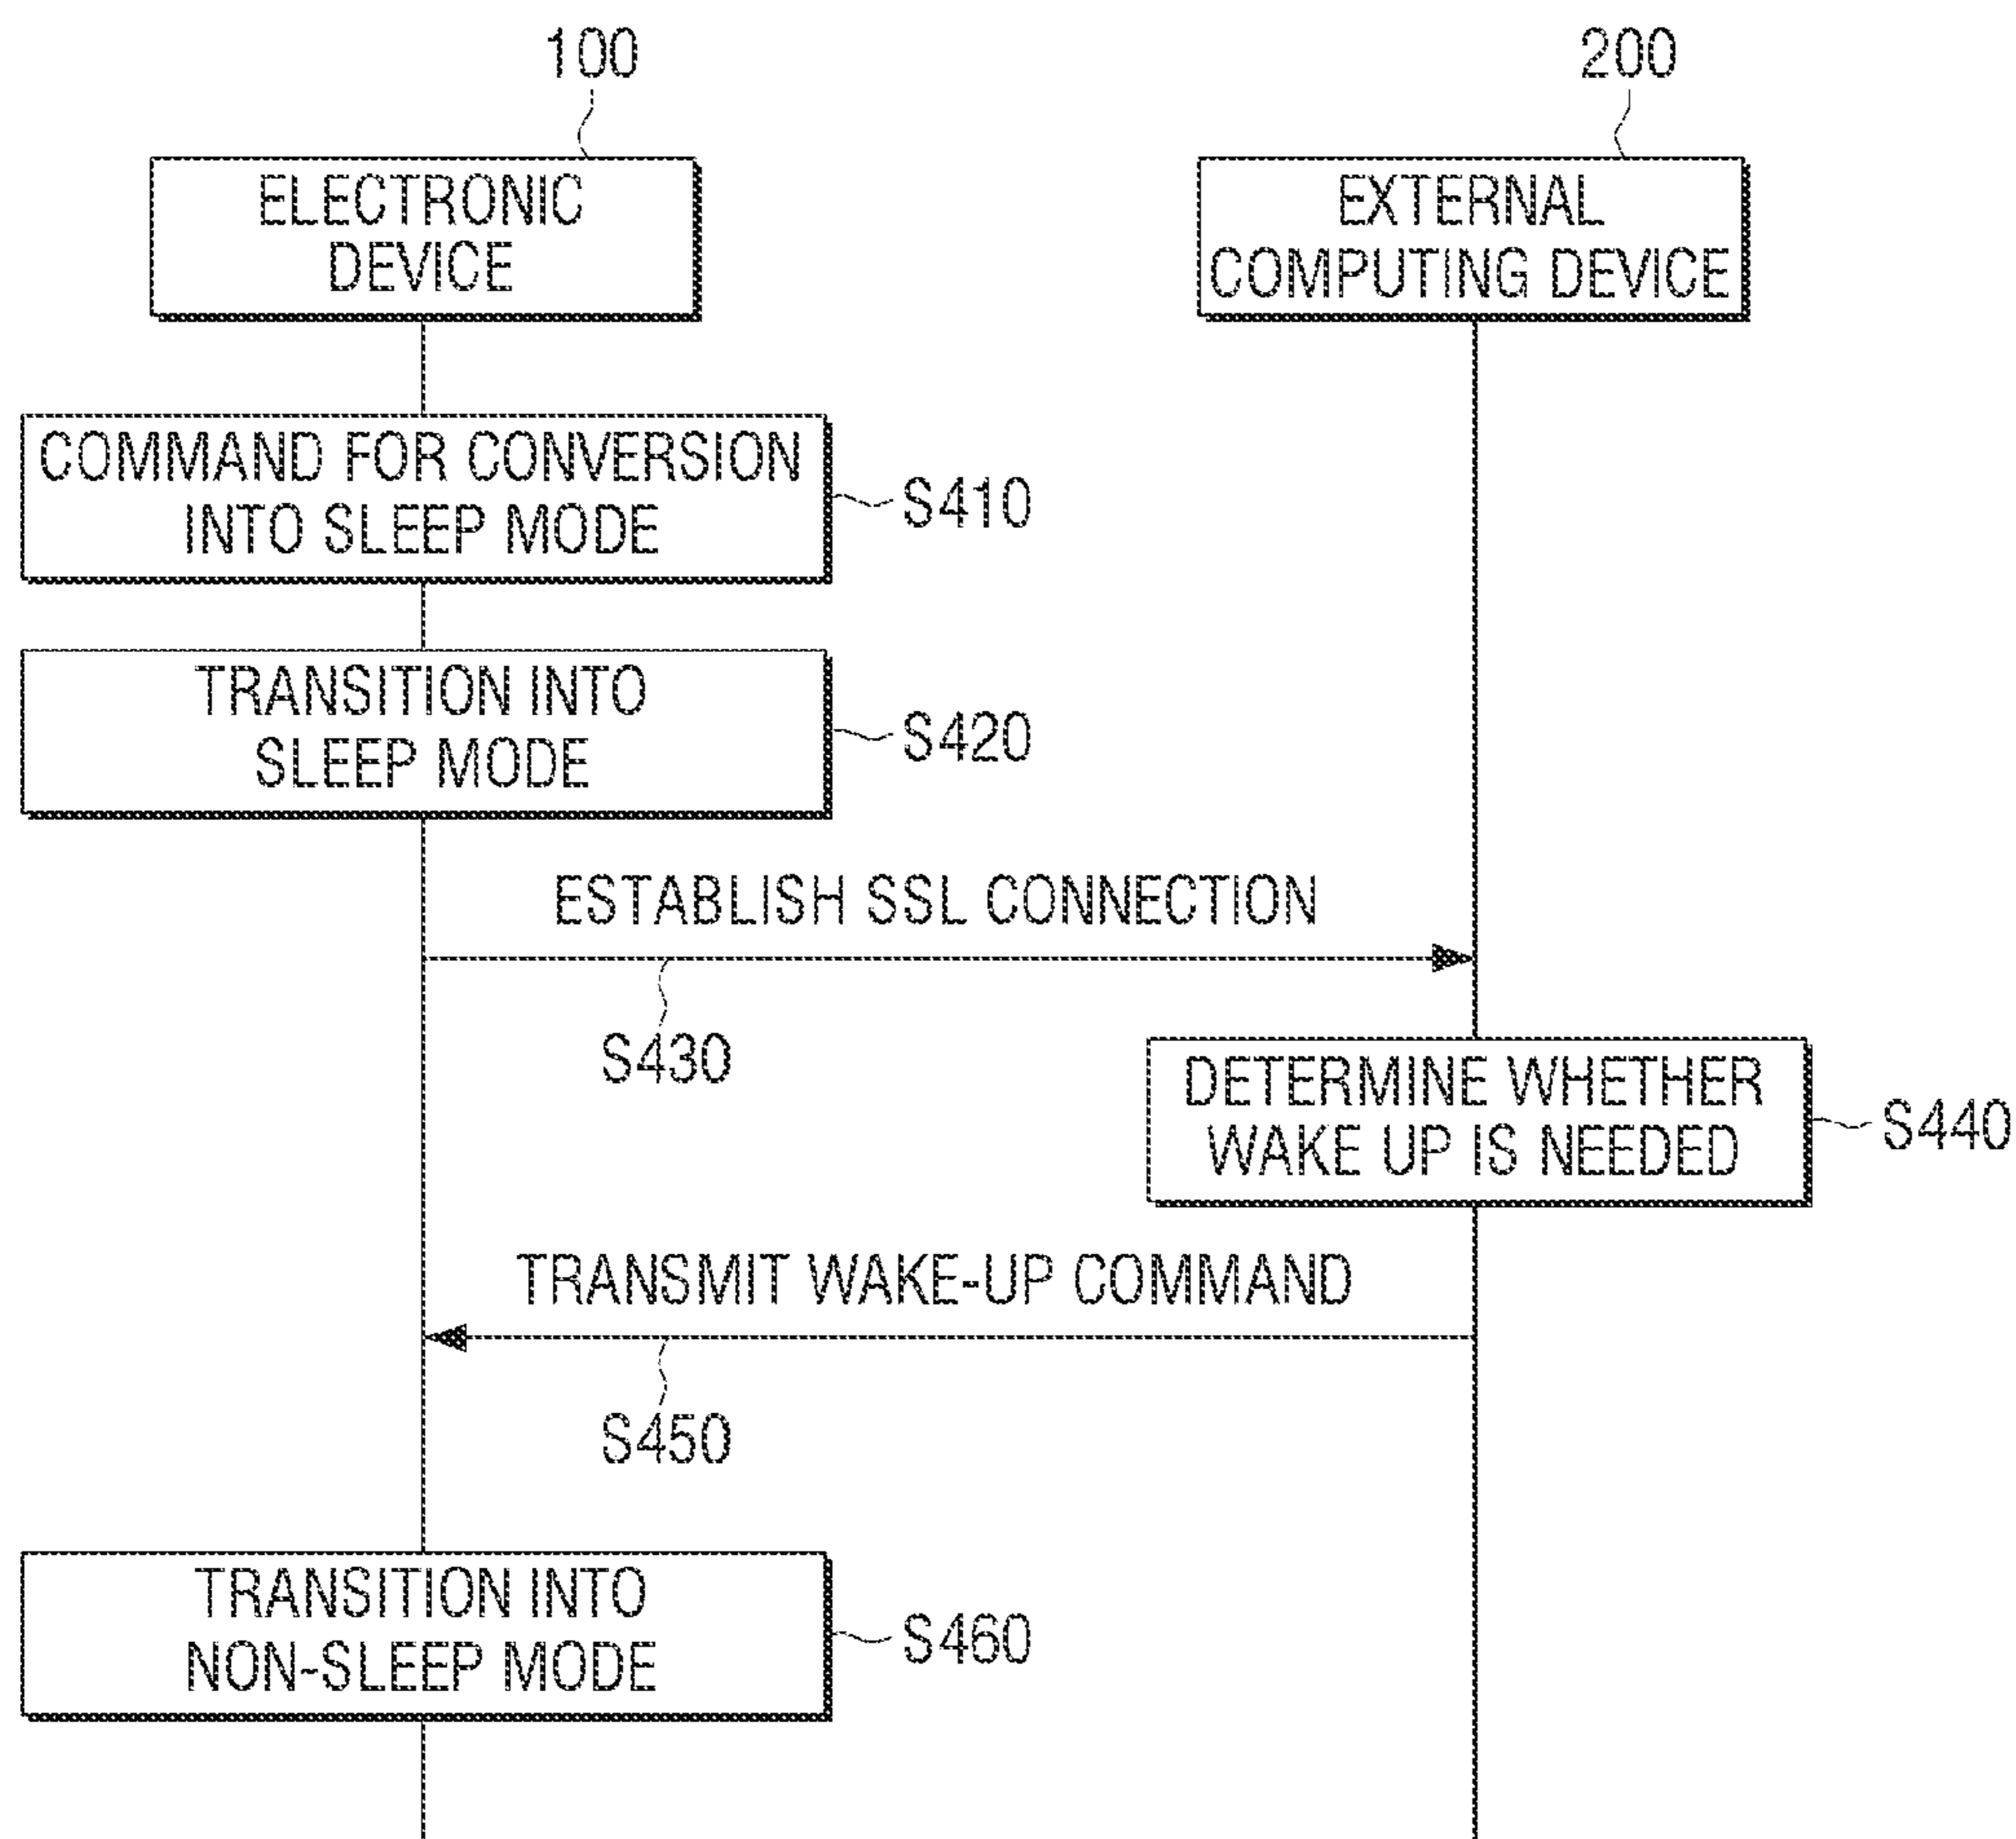 100
200
ELECTRONIC
DEVICE
EXTERNAL
COMPUTING DEVICE
COMMAND FOR CONVERSION
INTO SLEEP MODE
S410
TRANSITION INTO
SLEEP MODE
S420
ESTABLISH SSL CONNECTION
S430
DETERMINE WHETHER
WAKE UP IS NEEDED
S440
TRANSMIT WAKE-UP COMMAND
S450
TRANSITION INTO
NON-SLEEP MODE
S460